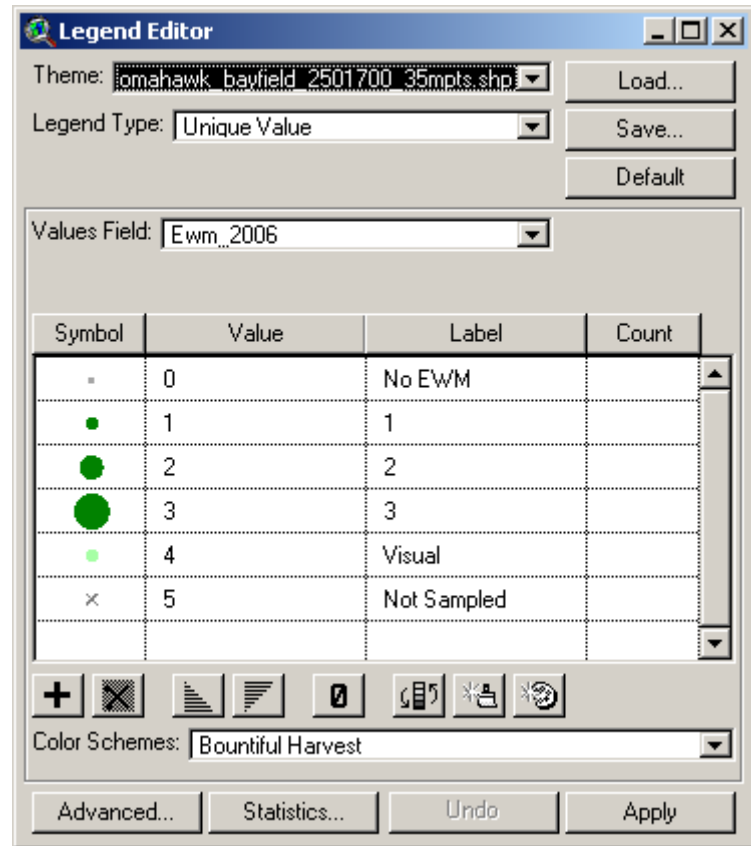 Legend Editor
Theme: omahawk_bayfield_2501700_35mpts.shp
Load...
Legend Type: Unique Value
Save...
Default
Values Field: Ewm_2006
Symbol Value Label Count
0 No EWM
1 1
2 2
3 3
4 Visual
5 Not Sampled
0
Color Schemes: Bountiful Harvest
Advanced... Statistics... Undo Apply